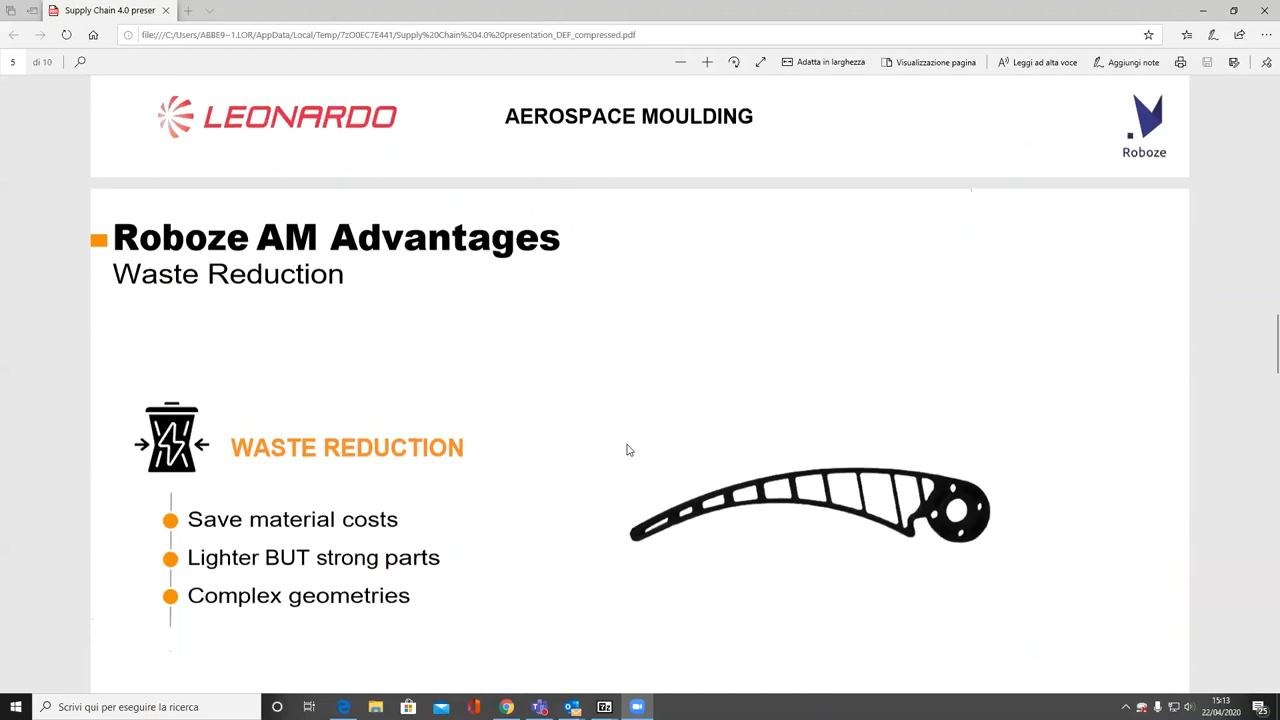 Supply Chain 4.0 preser
file:///C:/Users/ABBE9~1.LOR/AppData/Local/Temp/7zO0EC7E441/Supply%20Chain%204.0%20presentation_DEF_compressed.pdf
5 di 10
Adatta in larghezza
Visualizzazione pagina
Leggi ad alta voce
Aggiungi note
LEONARDO
AEROSPACE MOULDING
Roboze
Roboze AM Advantages
Waste Reduction
WASTE REDUCTION
Save material costs
Lighter BUT strong parts
Complex geometries
Scrivi qui per eseguire la ricerca
15:13
22/04/2020